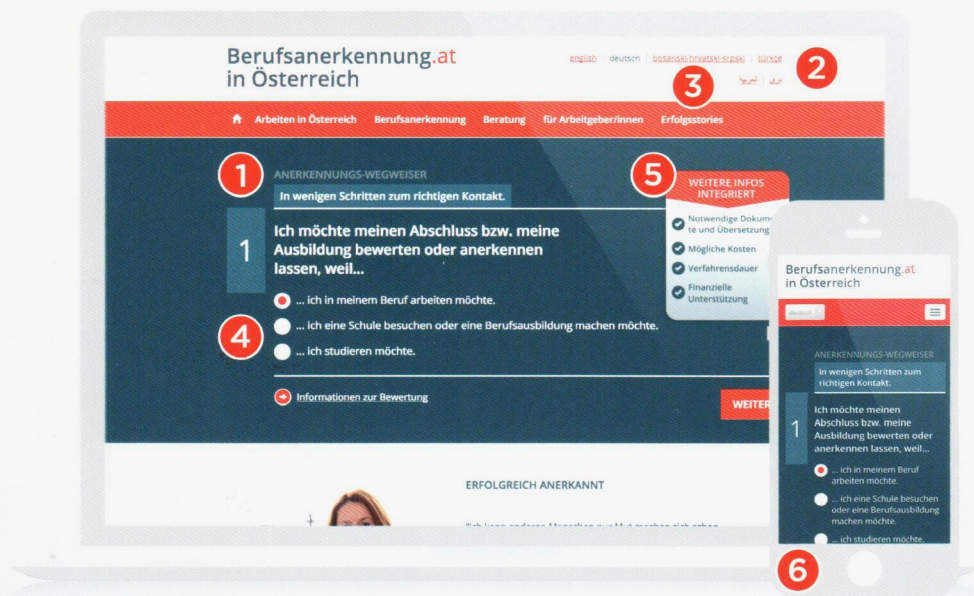 Berufsanerkennung.at
in Österreich
english deutsch bosanski-hrvatski-srpski türkçe
2
3
Arbeiten in Österreich Berufsanerkennung Beratung für Arbeitgeber/innen Erfolgsstories
1
ANERKENNUNGS-WEGWEISER
In wenigen Schritten zum richtigen Kontakt.
1
Ich möchte meinen Abschluss bzw. meine
Ausbildung bewerten oder anerkennen
lassen, weil...
... ich in meinem Beruf arbeiten möchte.
4
... ich eine Schule besuchen oder eine Berufsausbildung machen möchte.
... ich studieren möchte.
Informationen zur Bewertung
WEITER
5
WEITERE INFOS
INTEGRIERT
Notwendige Dokume
te und Übersetzung
Mögliche Kosten
Verfahrensdauer
Finanzielle
Unterstützung
ERFOLGREICH ANERKANNT
Berufsanerkennung.at
in Österreich
deutsch
ANERKENNUNGS-WEGWEISER
In wenigen Schritten zum
richtigen Kontakt.
1
Ich möchte meinen
Abschluss bzw. meine
Ausbildung bewerten oder
anerkennen lassen, weil...
... ich in meinem Beruf
arbeiten möchte.
... ich eine Schule besuchen
oder eine Berufsausbildung
machen möchte.
... ich studieren möchte.
6